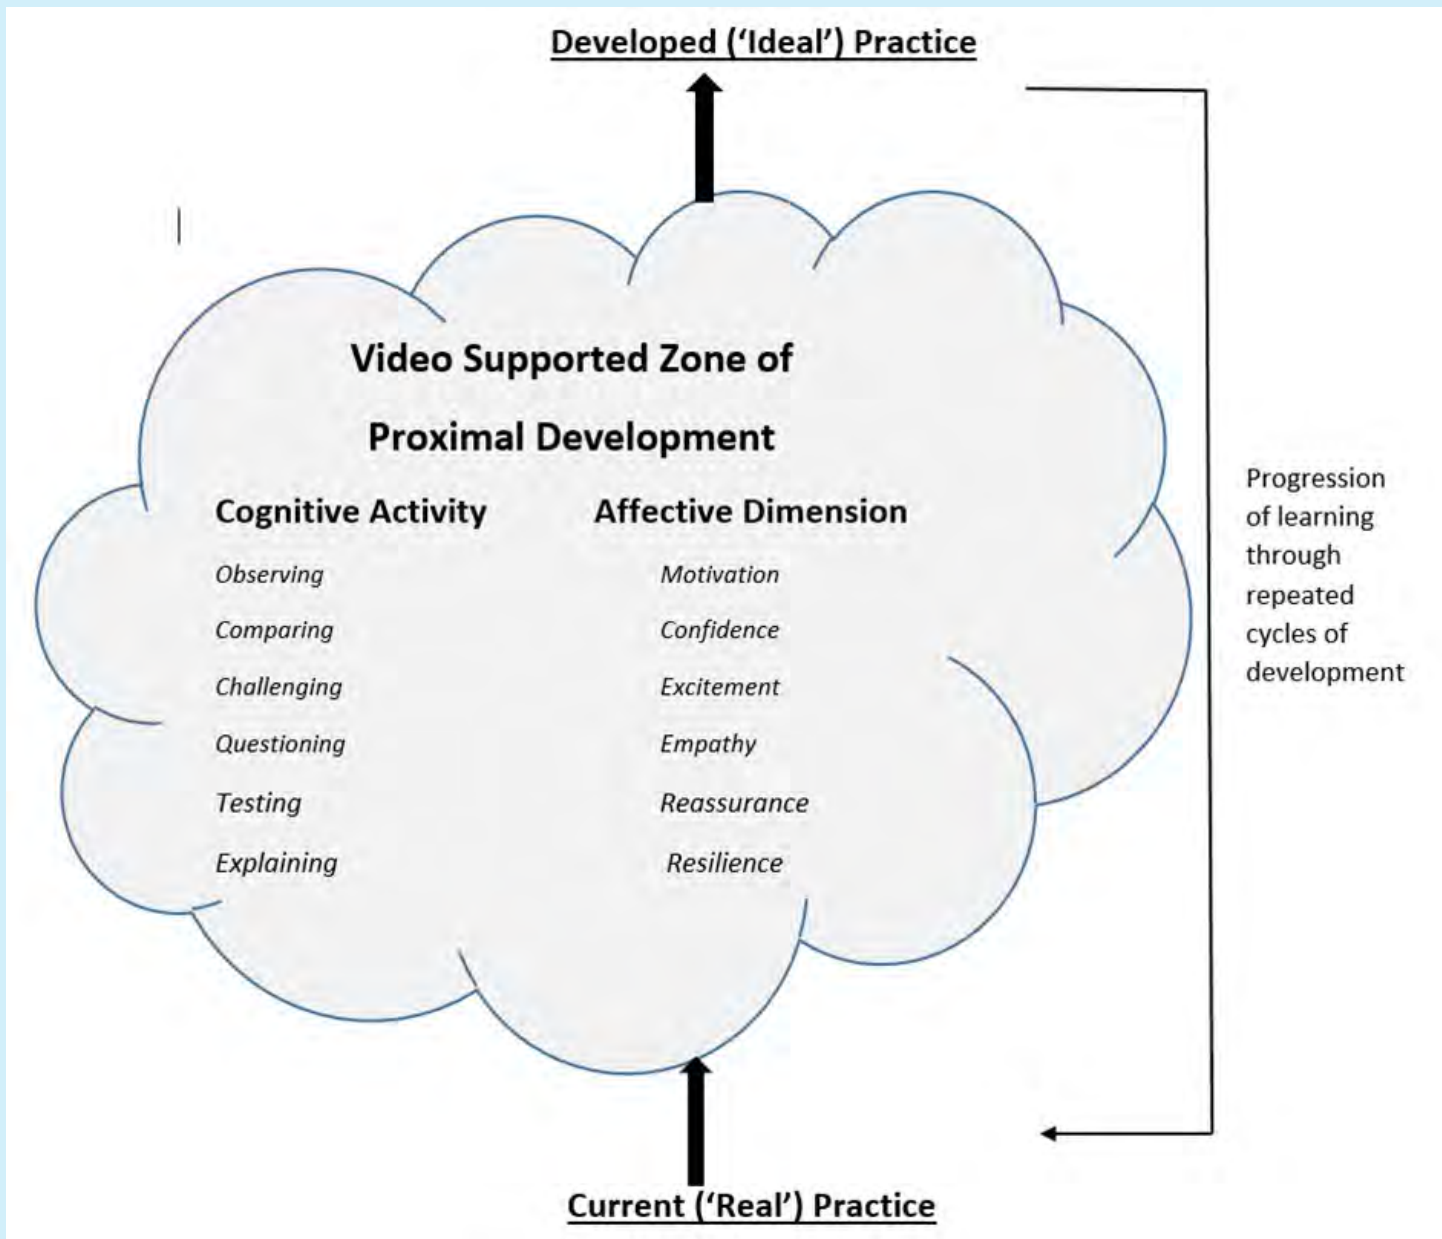 Developed (‘Ideal’) Practice
Video Supported Zone of
Proximal Development
Cognitive Activity
Observing
Comparing
Challenging
Questioning
Testing
Explaining
Affective Dimension
Motivation
Confidence
Excitement
Empathy
Reassurance
Resilience
Progression
of learning
through
repeated
cycles of
development
Current (‘Real’) Practice